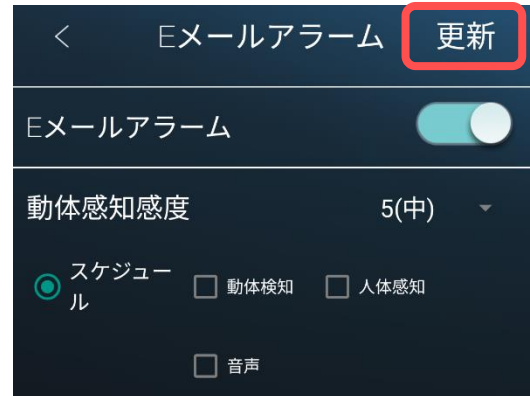 < Eメールアラーム 更新
Eメールアラーム
動体感知感度 5(中)
スケジュー
ル
動体検知 人体感知
音声